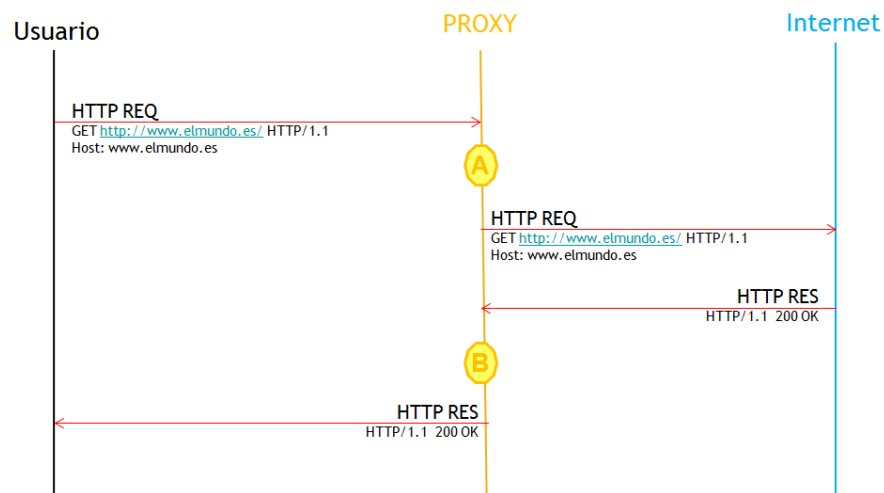 Usuario
PROXY
Internet
HTTP REQ
GET http://www.elmundo.es/ HTTP/1.1
Host: www.elmundo.es
A
HTTP REQ
GET http://www.elmundo.es/ HTTP/1.1
Host: www.elmundo.es
HTTP RES
HTTP/1.1 200 OK
B
HTTP RES
HTTP/1.1 200 OK